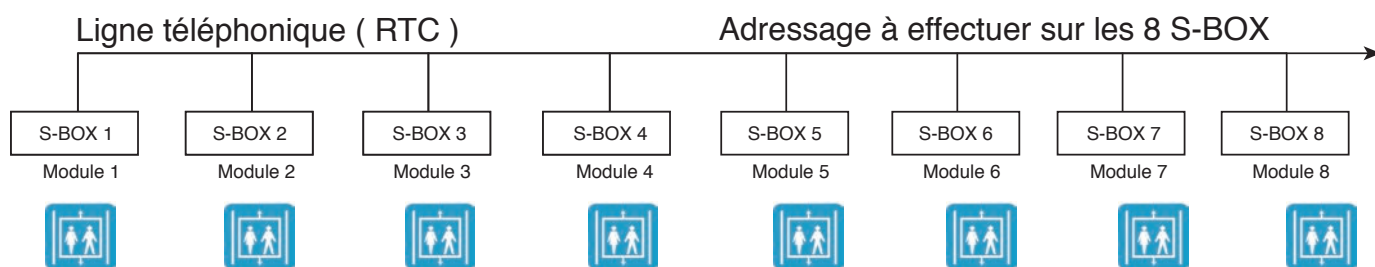 Ligne téléphonique ( RTC ) Adressage à effectuer sur les 8 S-BOX
S-BOX 1 S-BOX 2 S-BOX 3 S-BOX 4 S-BOX 5 S-BOX 6 S-BOX 7 S-BOX 8
Module 1 Module 2 Module 3 Module 4 Module 5 Module 6 Module 7 Module 8